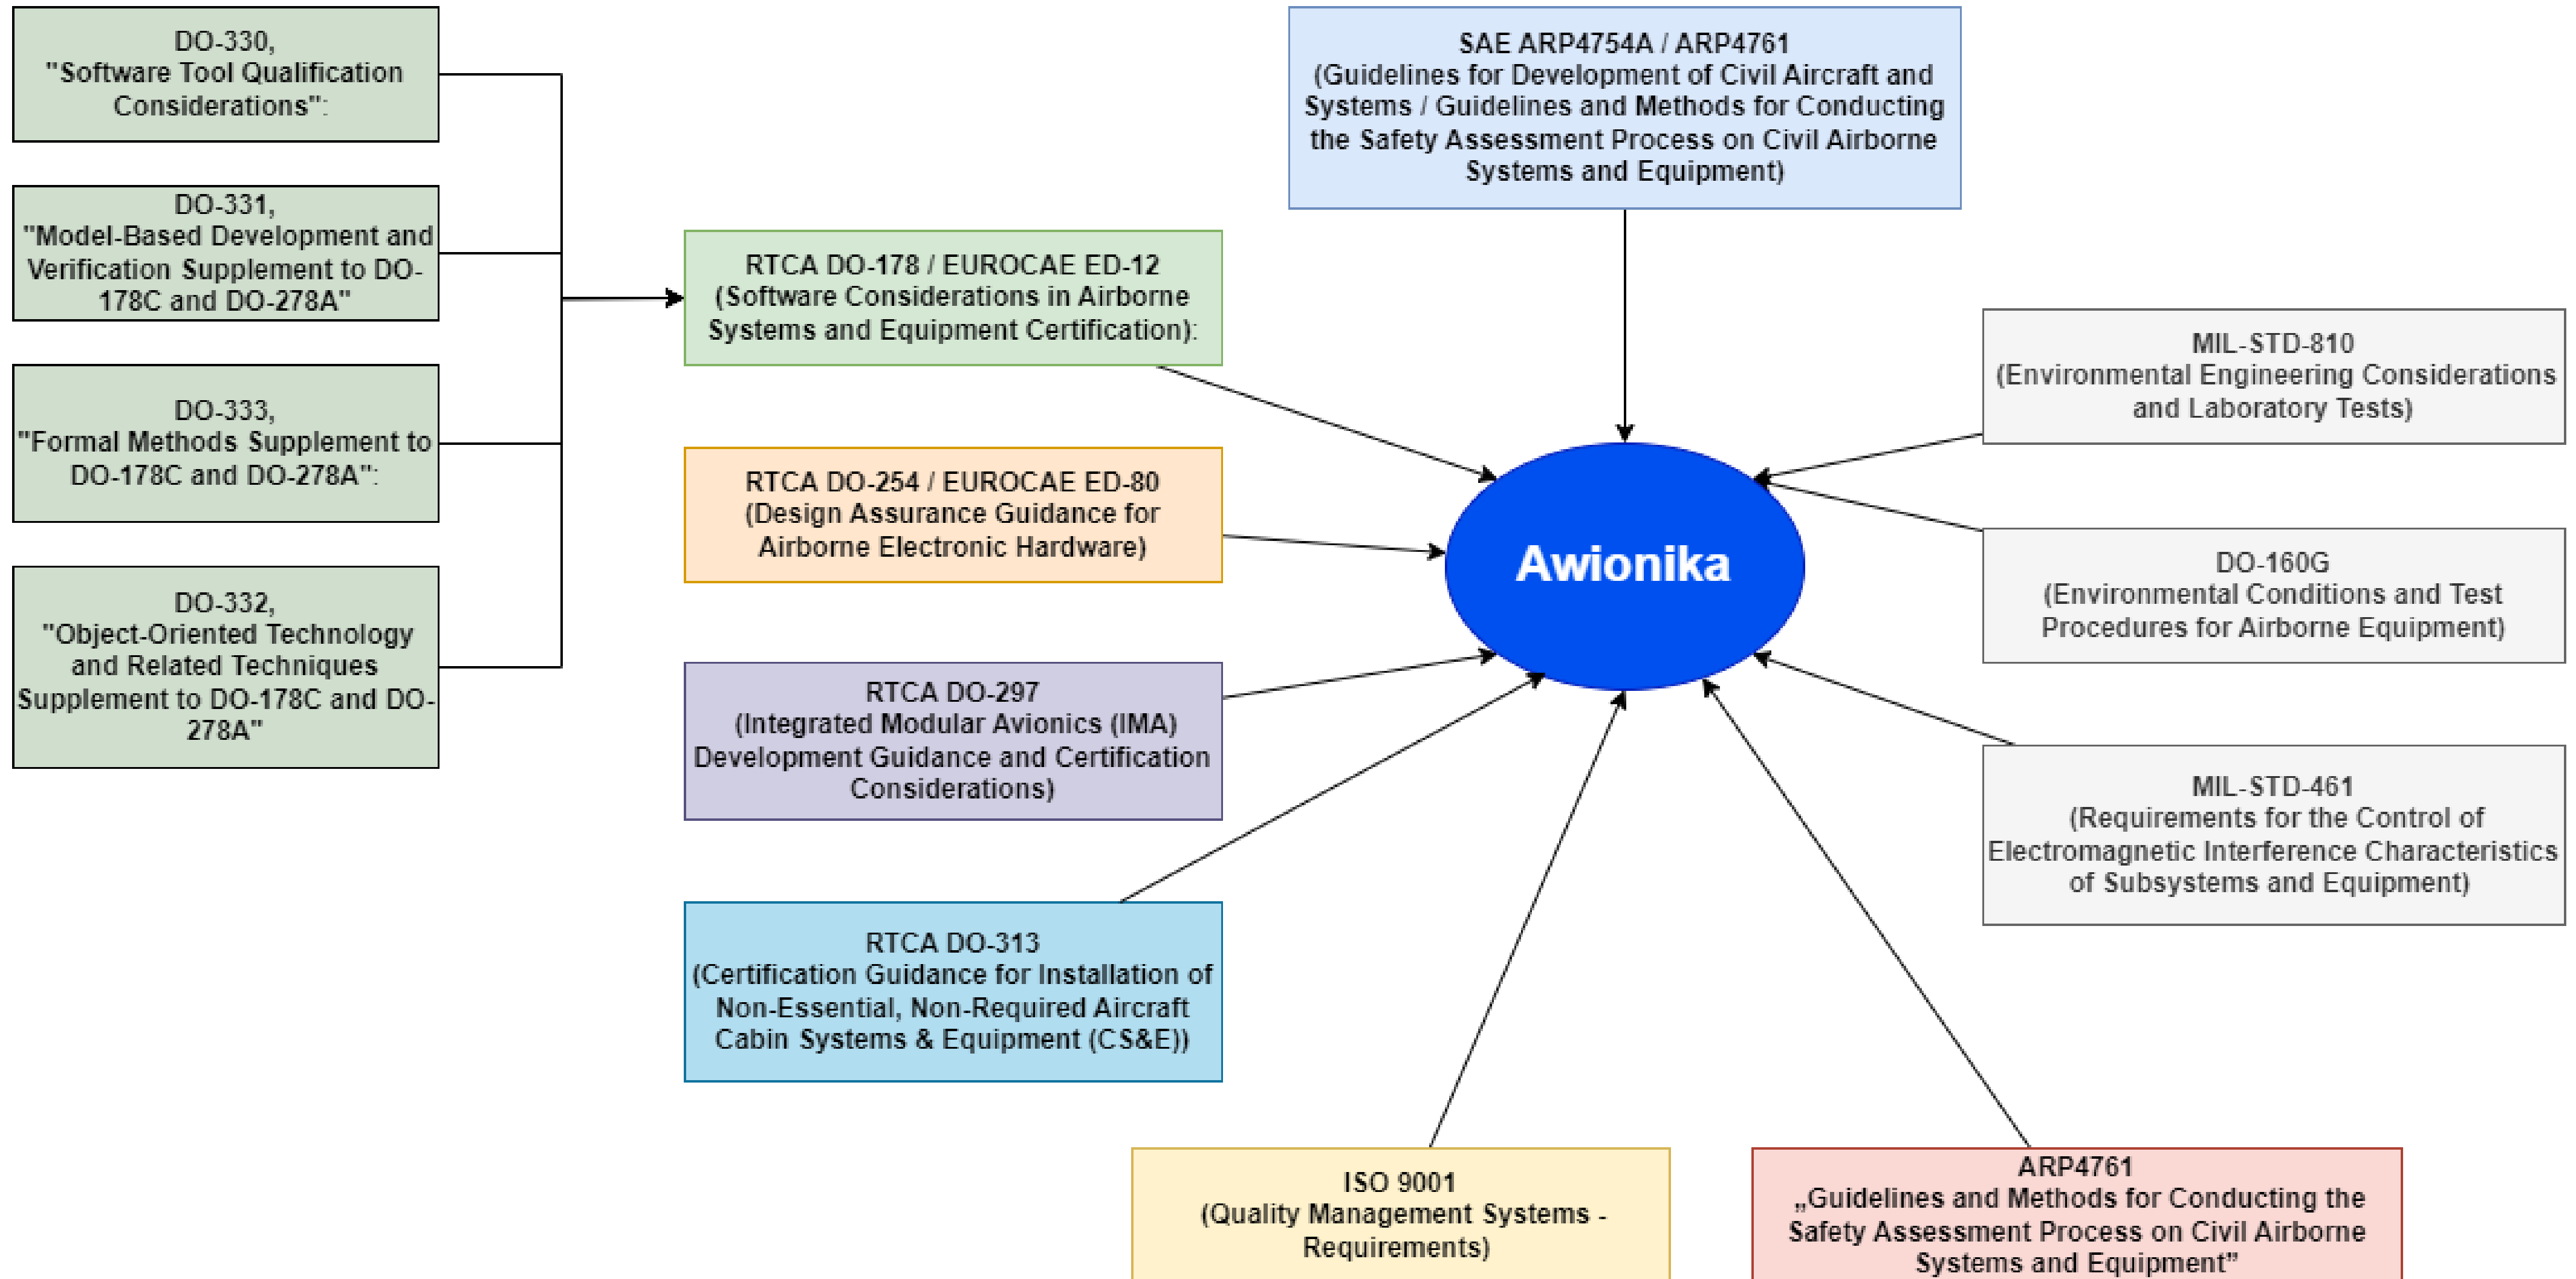 DO-330,
"Software Tool Qualification
Considerations":
DO-331,
"Model-Based Development and
Verification Supplement to DO-
178C and DO-278A"
DO-333,
"Formal Methods Supplement to
DO-178C and DO-278A":
DO-332,
"Object-Oriented Technology
and Related Techniques
Supplement to DO-178C and DO-
278A"
RTCA DO-178 / EUROCAE ED-12
(Software Considerations in Airborne
Systems and Equipment Certification):
RTCA DO-254 / EUROCAE ED-80
(Design Assurance Guidance for
Airborne Electronic Hardware)
RTCA DO-297
(Integrated Modular Avionics (IMA)
Development Guidance and Certification
Considerations)
RTCA DO-313
(Certification Guidance for Installation of
Non-Essential, Non-Required Aircraft
Cabin Systems & Equipment (CS&E))
SAE ARP4754A / ARP4761
(Guidelines for Development of Civil Aircraft and
Systems / Guidelines and Methods for Conducting
the Safety Assessment Process on Civil Airborne
Systems and Equipment)
Awionika
MIL-STD-810
(Environmental Engineering Considerations
and Laboratory Tests)
DO-160G
(Environmental Conditions and Test
Procedures for Airborne Equipment)
MIL-STD-461
(Requirements for the Control of
Electromagnetic Interference Characteristics
of Subsystems and Equipment)
ISO 9001
(Quality Management Systems -
Requirements)
ARP4761
„Guidelines and Methods for Conducting the
Safety Assessment Process on Civil Airborne
Systems and Equipment”